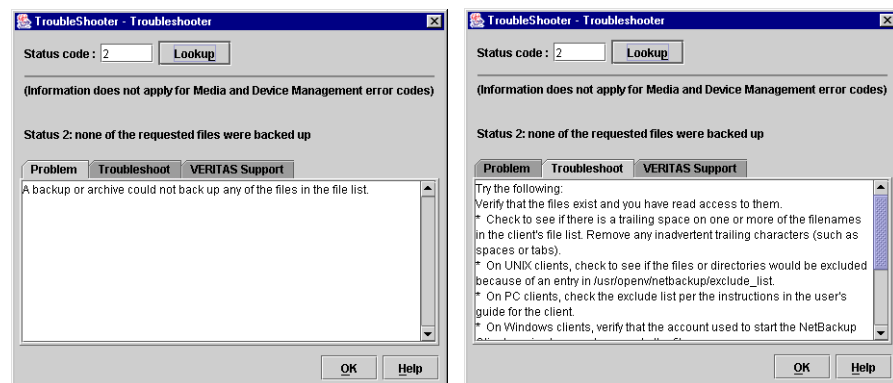 TroubleShooter - Troubleshooter
Status code : 2 Lookup
(Information does not apply for Media and Device Management error codes)
Status 2: none of the requested files were backed up
Problem Troubleshoot VERITAS Support
A backup or archive could not back up any of the files in the file list.
OK Help
TroubleShooter - Troubleshooter
Status code : 2 Lookup
(Information does not apply for Media and Device Management error codes)
Status 2: none of the requested files were backed up
Problem Troubleshoot VERITAS Support
Try the following:
Verify that the files exist and you have read access to them.
* Check to see if there is a trailing space on one or more of the filenames
in the client's file list. Remove any inadvertent trailing characters (such as
spaces or tabs).
* On UNIX clients, check to see if the files or directories would be excluded
because of an entry in /usr/openv/netbackup/exclude_list.
* On PC clients, check the exclude list per the instructions in the user's
guide for the client.
* On Windows clients, verify that the account used to start the NetBackup
OK Help